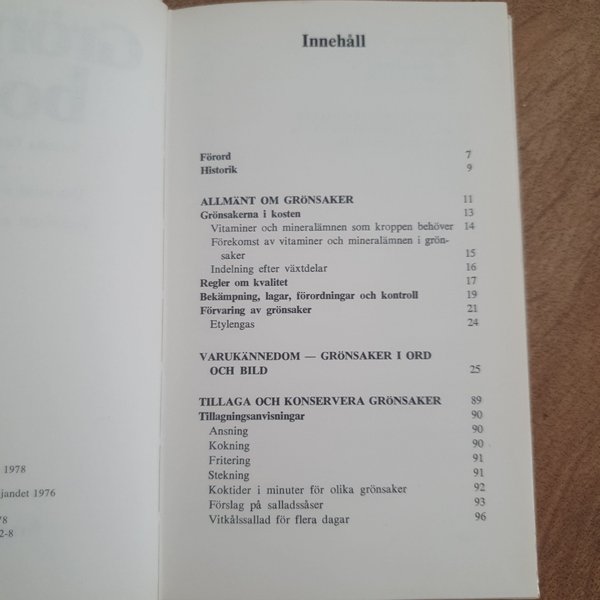 1978
jandet 1976
78
2-8
Innehåll
Förord 7
Historik 9
ALLMÄNT OM GRÖNSAKER 11
Grönsakerna i kosten 13
Vitaminer och mineralämnen som kroppen behöver 14
Förekomst av vitaminer och mineralämnen i grön-
saker 15
Indelning efter växtdelar 16
Regler om kvalitet 17
Bekämpning, lagar, förordningar och kontroll 19
Förvaring av grönsaker 21
Etylengas 24
VARUKÄNNEDOM — GRÖNSAKER I ORD
OCH BILD 25
TILLAGA OCH KONSERVERA GRÖNSAKER 89
Tillagningsanvisningar 90
Ansning 90
Kokning 90
Fritering 91
Stekning 91
Koktider i minuter för olika grönsaker 92
Förslag på salladssåser 93
Vitkålssallad för flera dagar 96